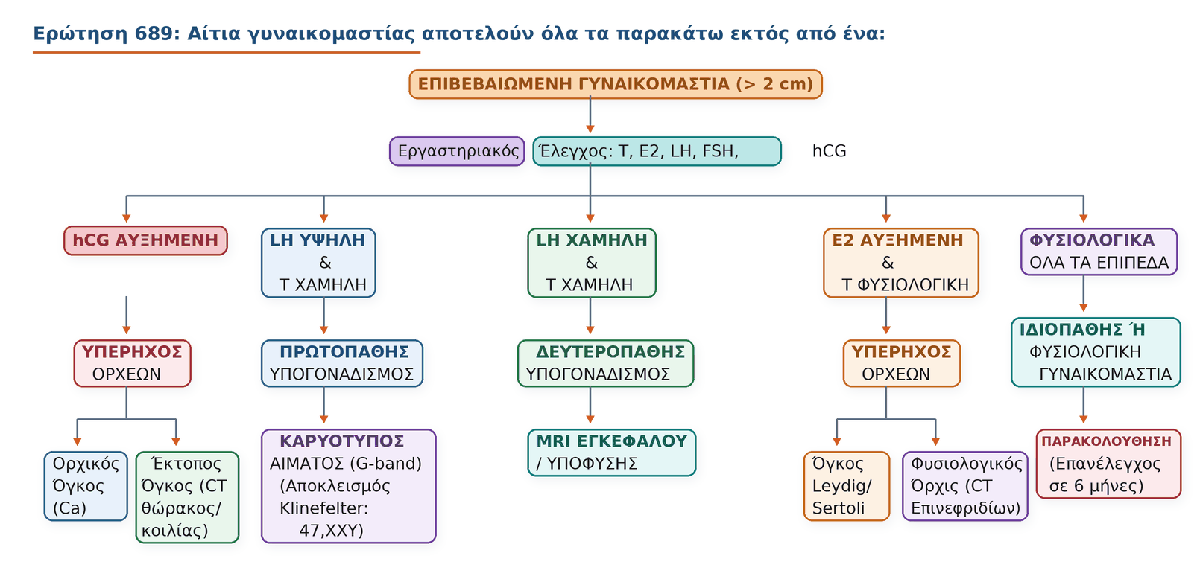 Ερώτηση 689: Αίτια γυναικομαστίας αποτελούν όλα τα παρακάτω εκτός από ένα:
ΕΠΙΒΕΒΑΙΩΜΕΝΗ ΓΥΝΑΙΚΟΜΑΣΤΙΑ (> 2 cm)
Εργαστηριακός Έλεγχος: T, E2, LH, FSH, hCG
hCG ΑΥΞΗΜΕΝΗ
LH ΥΨΗΛΗ
&
Τ ΧΑΜΗΛΗ
LH ΧΑΜΗΛΗ
&
Τ ΧΑΜΗΛΗ
E2 ΑΥΞΗΜΕΝΗ
&
Τ ΦΥΣΙΟΛΟΓΙΚΗ
ΦΥΣΙΟΛΟΓΙΚΑ
ΟΛΑ ΤΑ ΕΠΙΠΕΔΑ
ΥΠΕΡΗΧΟΣ
ΟΡΧΕΩΝ
ΠΡΩΤΟΠΑΘΗΣ
ΥΠΟΓΟΝΑΔΙΣΜΟΣ
ΔΕΥΤΕΡΟΠΑΘΗΣ
ΥΠΟΓΟΝΑΔΙΣΜΟΣ
ΥΠΕΡΗΧΟΣ
ΟΡΧΕΩΝ
ΙΔΙΟΠΑΘΗΣ Ή
ΦΥΣΙΟΛΟΓΙΚΗ
ΓΥΝΑΙΚΟΜΑΣΤΙΑ
Ορχικός
Όγκος
(Ca)
Έκτοπος
Όγκος (CT
θώρακος/
κοιλίας)
ΚΑΡΥΟΤΥΠΟΣ
ΑΙΜΑΤΟΣ (G-band)
(Αποκλεισμός
Klinefelter:
47,XXY)
MRI ΕΓΚΕΦΑΛΟΥ
/ ΥΠΟΦΥΣΗΣ
Όγκος
Leydig/
Sertoli
Φυσιολογικός
Όρχις (CT
Επινεφριδίων)
ΠΑΡΑΚΟΛΟΥΘΗΣΗ
(Επανέλεγχος
σε 6 μήνες)